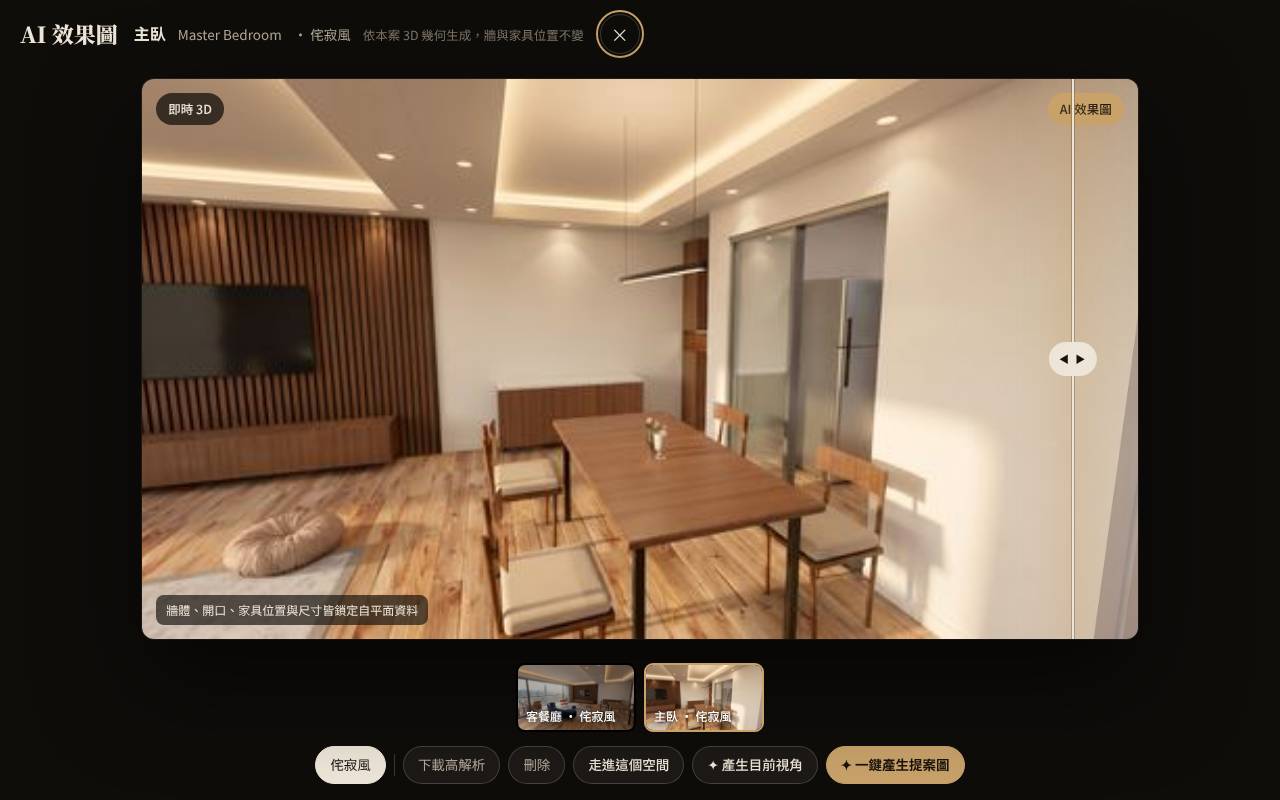 AI 效果圖 主臥 Master Bedroom ・侘寂風 依本案 3D 幾何生成，牆與家具位置不變
即時 3D
AI 效果圖
牆體、開口、家具位置與尺寸皆鎖定自平面資料
客餐廳・侘寂風
主臥・侘寂風
侘寂風 下載高解析 刪除 走進這個空間 ✦ 產生目前視角 ✦ 一鍵產生提案圖